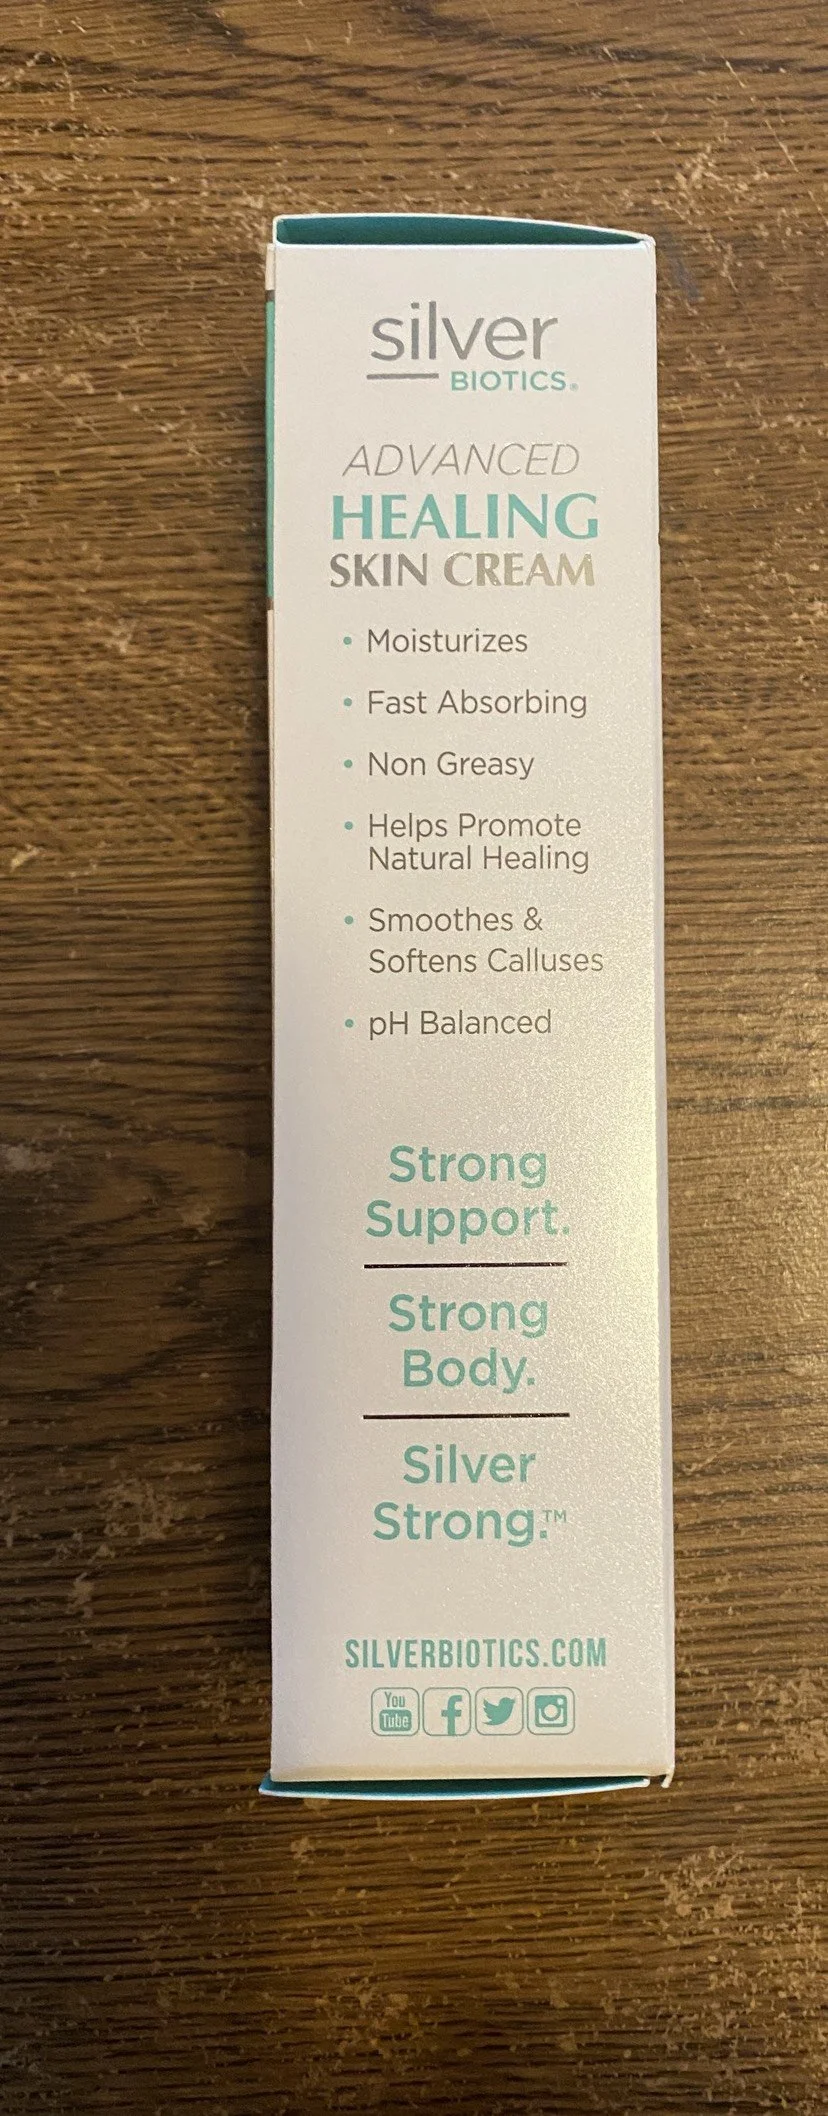 silver
BIOTICS®
ADVANCED
HEALING
SKIN CREAM
• Moisturizes
• Fast Absorbing
• Non Greasy
• Helps Promote
Natural Healing
• Smoothes &
Softens Calluses
• pH Balanced
Strong
Support.
Strong
Body.
Silver
Strong.™
SILVERBIOTICS.COM
You
Tube